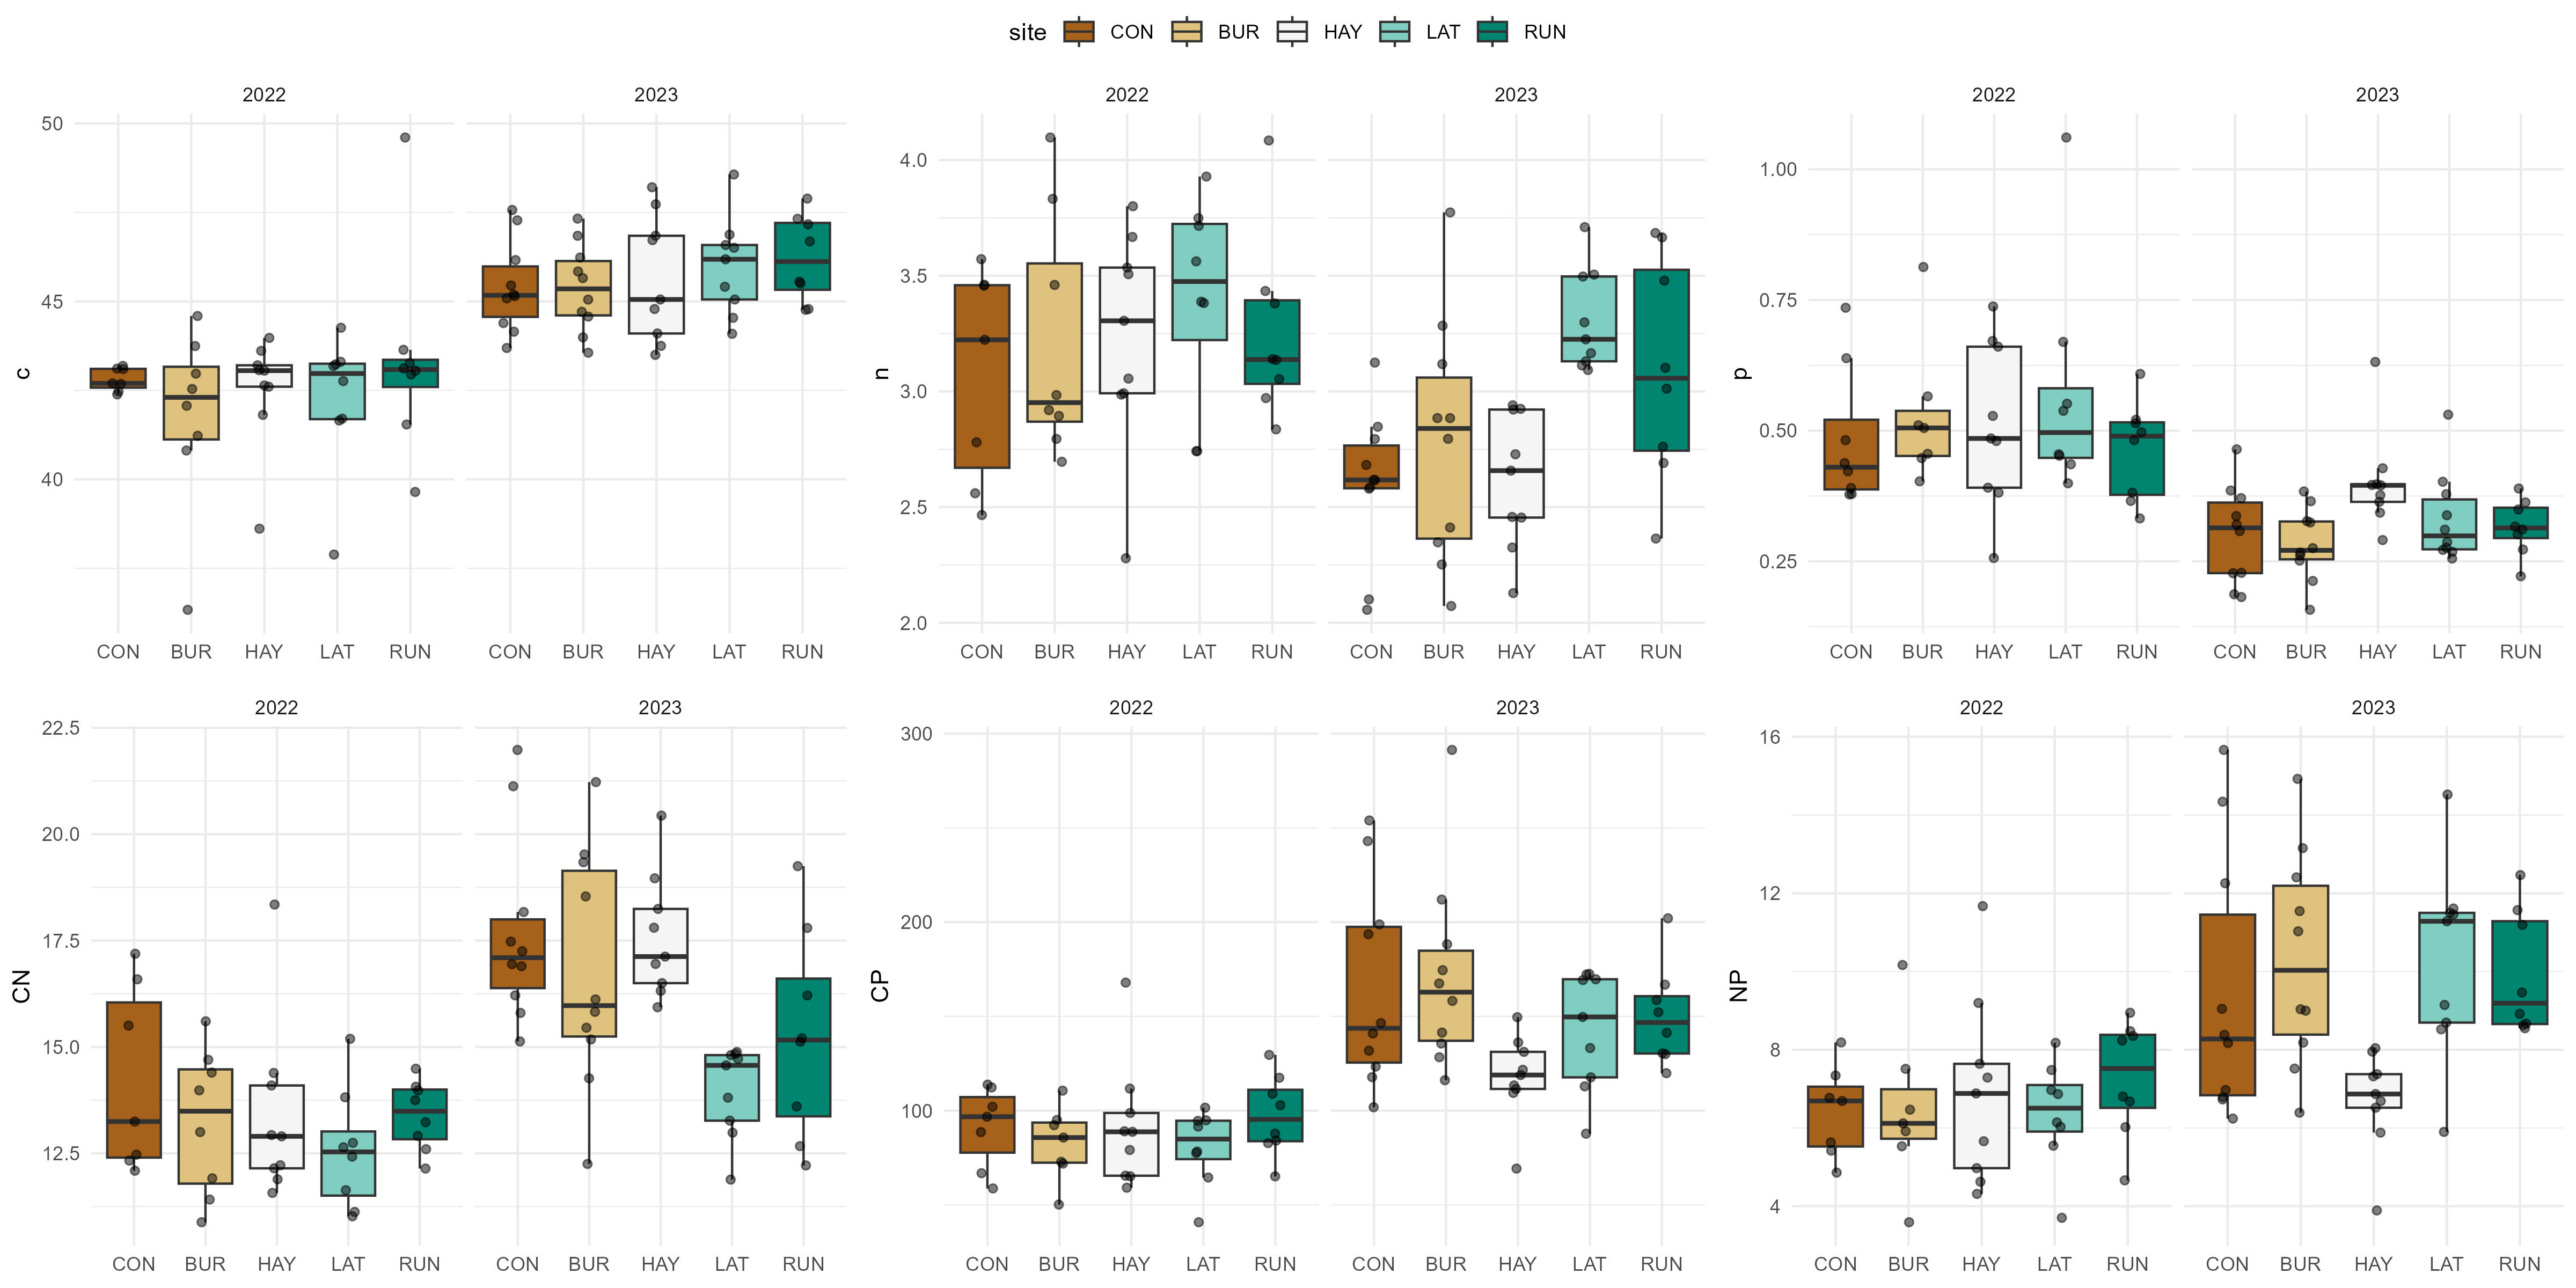 site CON BUR HAY LAT RUN
2022 2023 2022 2023 2022 2023
c
50
45
40
n
4.0
3.5
3.0
2.5
2.0
p
1.00
0.75
0.50
0.25
CON BUR HAY LAT RUN CON BUR HAY LAT RUN CON BUR HAY LAT RUN CON BUR HAY LAT RUN CON BUR HAY LAT RUN CON BUR HAY LAT RUN
2022 2023 2022 2023 2022 2023
CN
22.5
20.0
17.5
15.0
12.5
CP
300
200
100
NP
16
12
8
4
CON BUR HAY LAT RUN CON BUR HAY LAT RUN CON BUR HAY LAT RUN CON BUR HAY LAT RUN CON BUR HAY LAT RUN CON BUR HAY LAT RUN